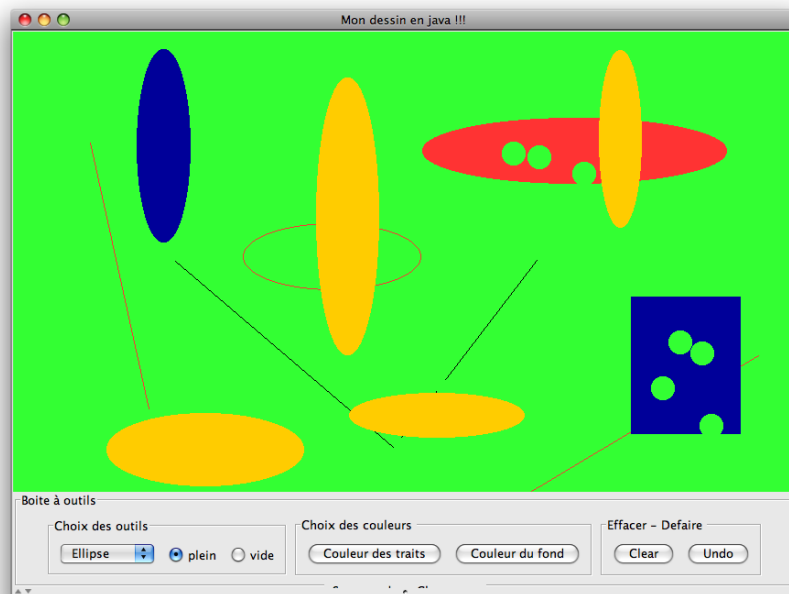 Mon dessin en java !!!
Boite à outils
Choix des outils
Ellipse plein vide
Choix des couleurs
Couleur des traits Couleur du fond
Effacer - Defaire
Clear Undo